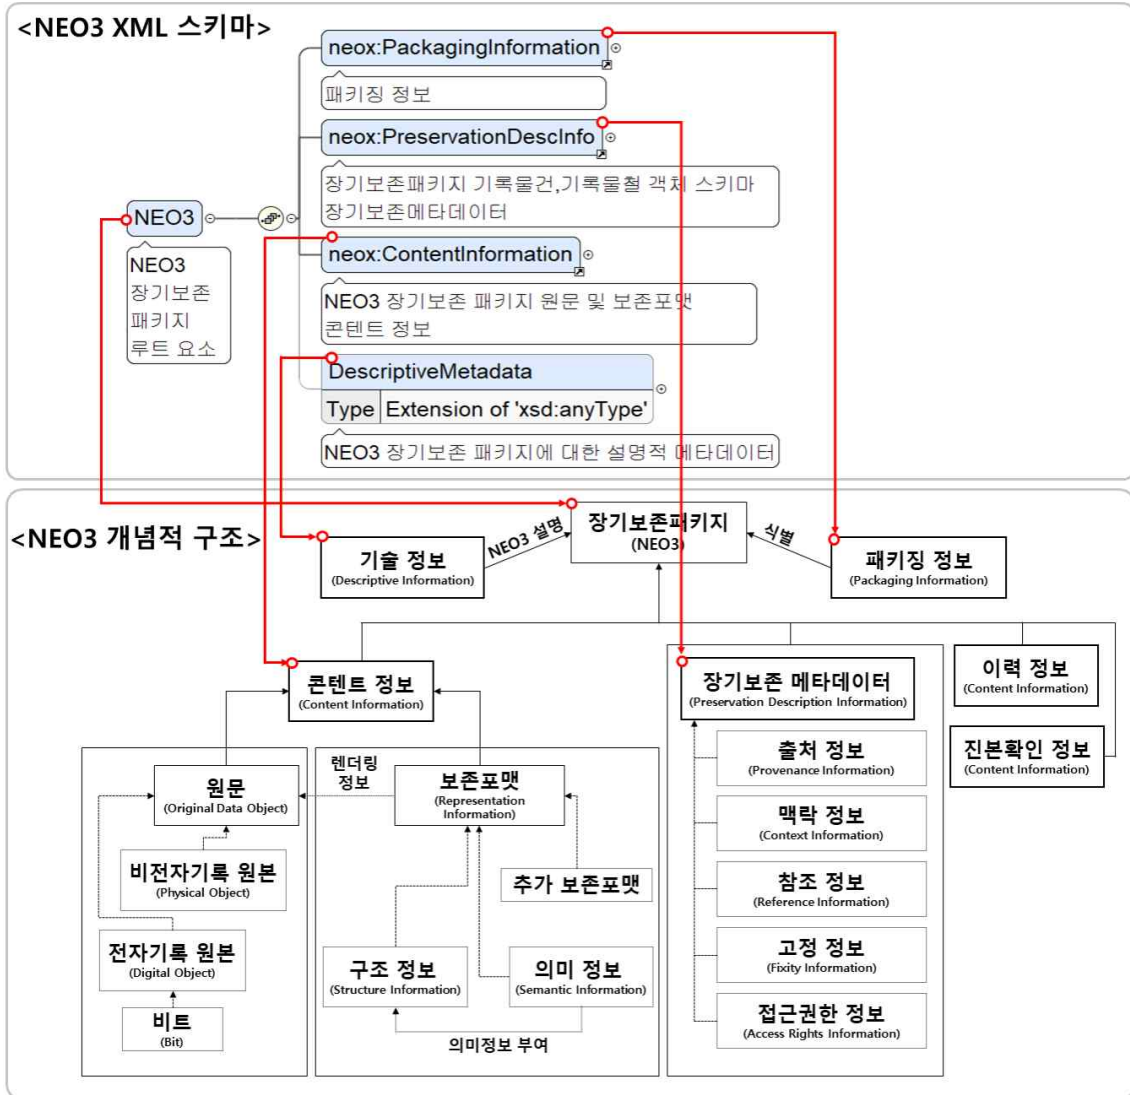 <NEO3 XML 스키마>
neox:PackagingInformation
패키징 정보
neox:PreservationDescInfo
장기보존패키지 기록물건,기록물철 객체 스키마
장기보존메타데이터
NEO3
NEO3
장기보존
패키지
루트 요소
neox:ContentInformation
NEO3 장기보존 패키지 원문 및 보존포맷
콘텐트 정보
DescriptiveMetadata
Type Extension of 'xsd:anyType'
NEO3 장기보존 패키지에 대한 설명적 메타데이터
<NEO3 개념적 구조>
장기보존패키지
(NEO3)
NEO3 설명
식별
기술 정보
(Descriptive Information)
패키징 정보
(Packaging Information)
콘텐트 정보
(Content Information)
장기보존 메타데이터
(Preservation Description Information)
이력 정보
(Content Information)
진본확인 정보
(Content Information)
원문
(Original Data Object)
렌더링
정보
보존포맷
(Representation
Information)
비전자기록 원본
(Physical Object)
추가 보존포맷
전자기록 원본
(Digital Object)
비트
(Bit)
구조 정보
(Structure Information)
의미 정보
(Semantic Information)
의미정보 부여
출처 정보
(Provenance Information)
맥락 정보
(Context Information)
참조 정보
(Reference Information)
고정 정보
(Fixity Information)
접근권한 정보
(Access Rights Information)